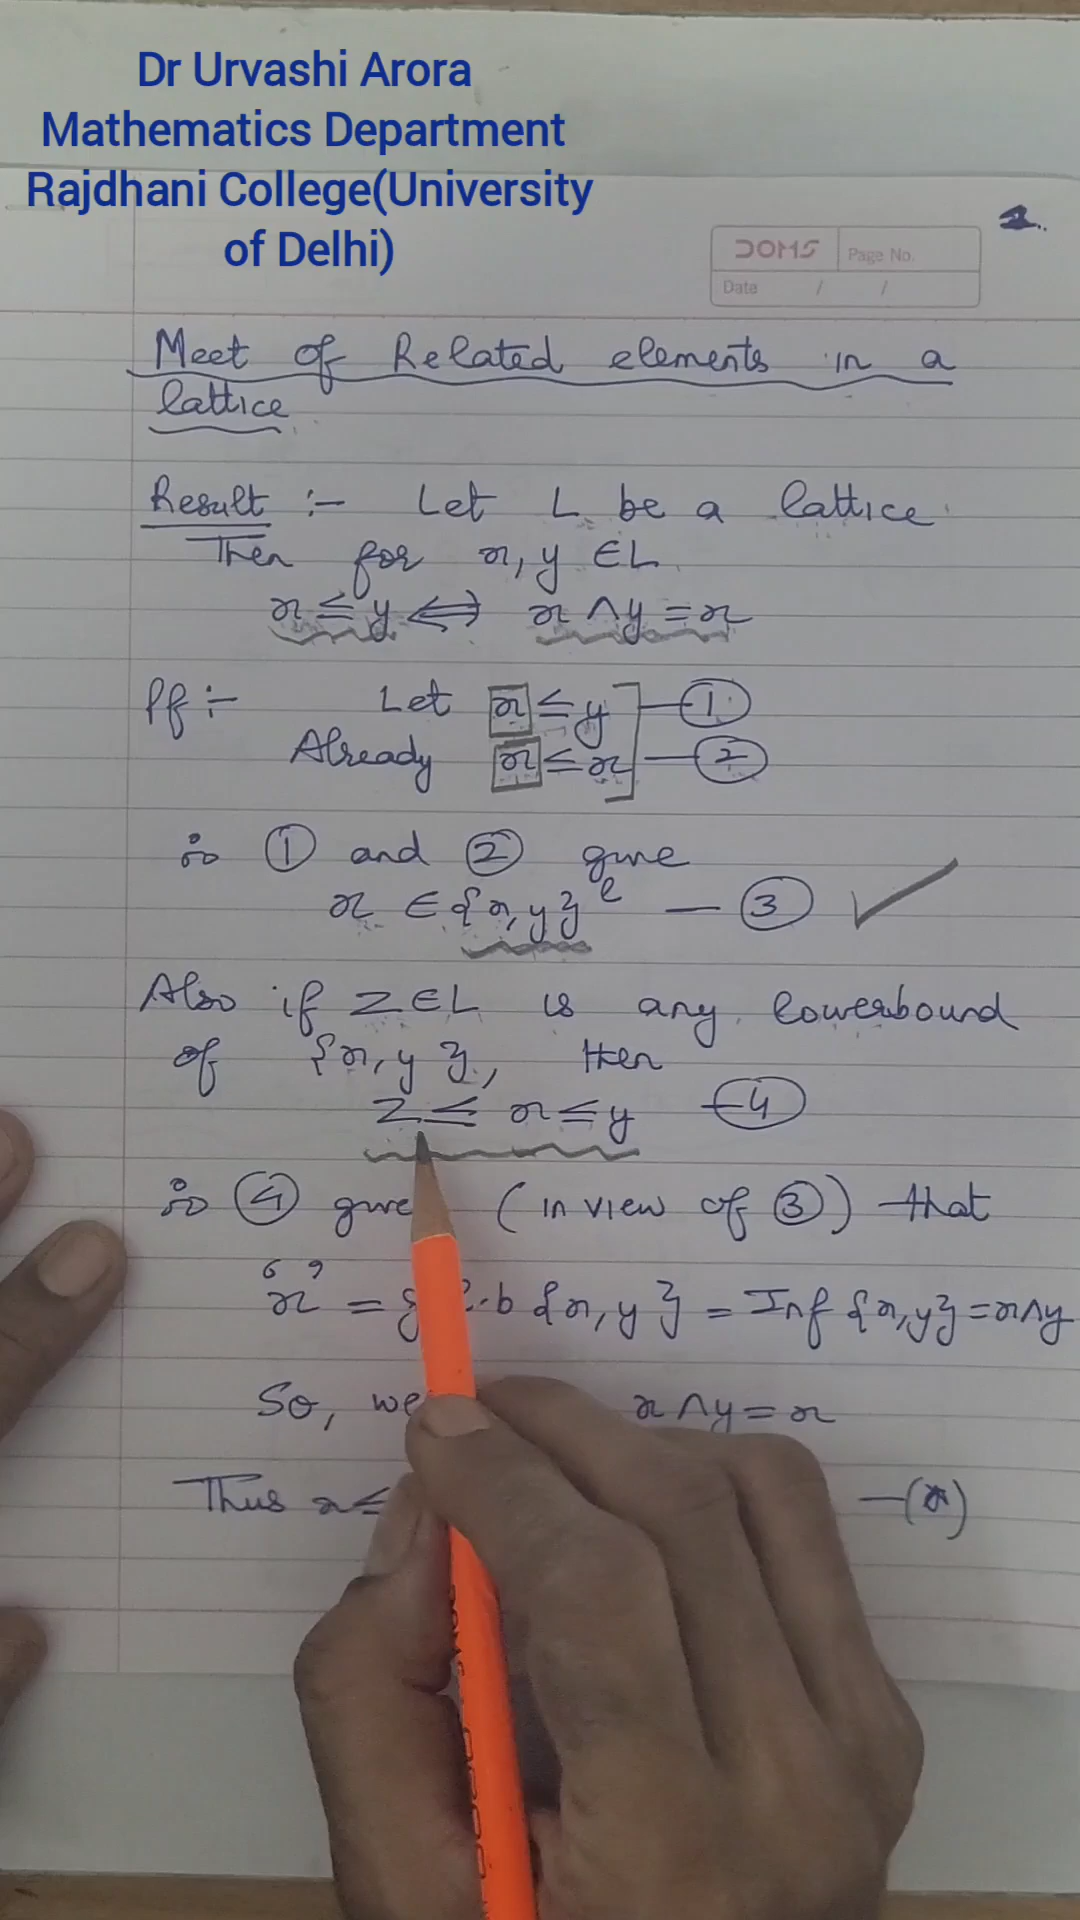 Dr Urvashi Arora
Mathematics Department
Rajdhani College(University
of Delhi)
2.
DOMS Page No.
Date / /
Meet of Related elements in a
lattice
Result :- Let L be a lattice
Then for x, y ∈ L
x ≤ y ⟺ x ∧ y = x
Pf :- Let x ≤ y — ①
Already x ≤ x — ②
∴ ① and ② give
x ∈ {x, y}^l — ③
Also if Z ∈ L is any lowerbound
of {x, y}, then
Z ≤ x ≤ y — ④
∴ ④ give (in view of ③) that
"x" = g.l.b {x, y} = Inf {x, y} = x ∧ y
So, we x ∧ y = x
Thus x ≤ — (*)
DOMS